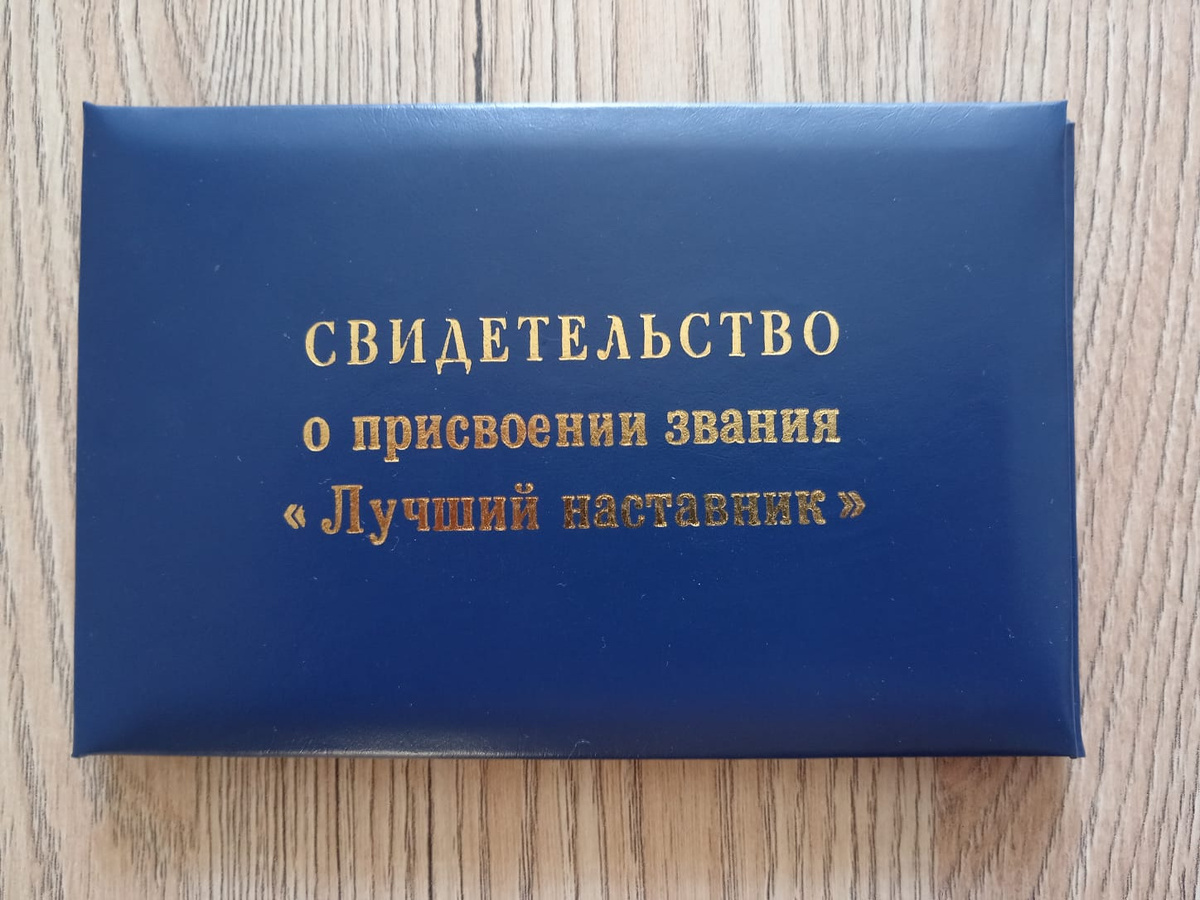 СВИДЕТЕЛЬСТВО
о присвоении звания
« Лучший наставник »